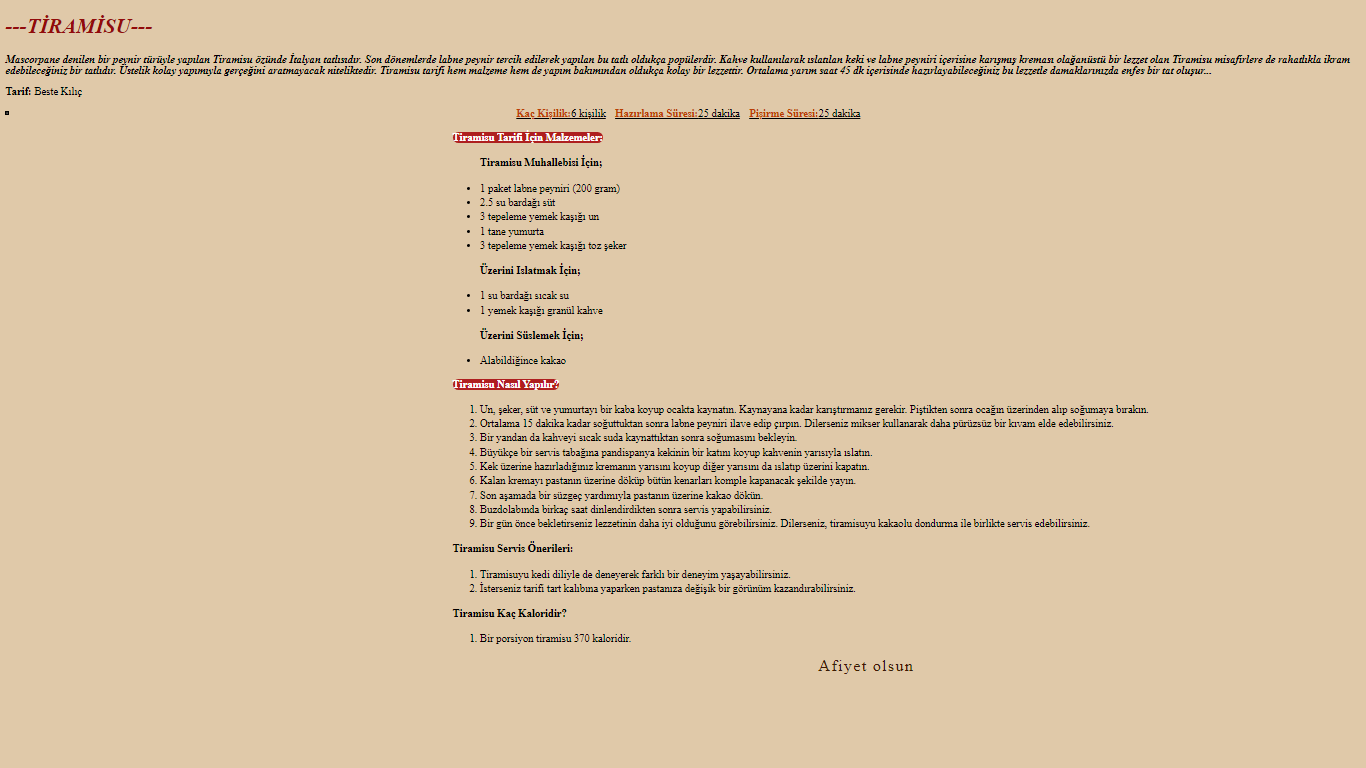 ---TİRAMİSU---
Mascorpane denilen bir peynir türüyle yapılan Tiramisu özünde İtalyan tatlısıdır. Son dönemlerde labne peynir tercih edilerek yapılan bu tatlı oldukça popülerdir. Kahve kullanılarak ıslatılan keki ve labne peyniri içerisine karışmış kreması olağanüstü bir lezzet olan Tiramisu misafirlere de rahatlıkla ikram
edebileceğiniz bir tatlıdır. Üstelik kolay yapımıyla gerçeğini aratmayacak niteliktedir. Tiramisu tarifi hem malzeme hem de yapım bakımından oldukça kolay bir lezzettir. Ortalama yarım saat 45 dk içerisinde hazırlayabileceğiniz bu lezzetle damaklarınızda enfes bir tat oluşur...
Tarif: Beste Kılıç
Kaç Kişilik:6 kişilik Hazırlama Süresi:25 dakika Pişirme Süresi:25 dakika
Tiramisu Tarifi İçin Malzemeler:
Tiramisu Muhallebisi İçin;
• 1 paket labne peyniri (200 gram)
• 2.5 su bardağı süt
• 3 tepeleme yemek kaşığı un
• 1 tane yumurta
• 3 tepeleme yemek kaşığı toz şeker
Üzerini Islatmak İçin;
• 1 su bardağı sıcak su
• 1 yemek kaşığı granül kahve
Üzerini Süslemek İçin;
• Alabildiğince kakao
Tiramisu Nasıl Yapılır?
1. Un, şeker, süt ve yumurtayı bir kaba koyup ocakta kaynatın. Kaynayana kadar karıştırmanız gerekir. Piştikten sonra ocağın üzerinden alıp soğumaya bırakın.
2. Ortalama 15 dakika kadar soğuttuktan sonra labne peyniri ilave edip çırpın. Dilerseniz mikser kullanarak daha pürüzsüz bir kıvam elde edebilirsiniz.
3. Bir yandan da kahveyi sıcak suda kaynattıktan sonra soğumasını bekleyin.
4. Büyükçe bir servis tabağına pandispanya kekinin bir katını koyup kahvenin yarısıyla ıslatın.
5. Kek üzerine hazırladığınız kremanın yarısını koyup diğer yarısını da ıslatıp üzerini kapatın.
6. Kalan kremayı pastanın üzerine döküp bütün kenarları komple kapanacak şekilde yayın.
7. Son aşamada bir süzgeç yardımıyla pastanın üzerine kakao dökün.
8. Buzdolabında birkaç saat dinlendirdikten sonra servis yapabilirsiniz.
9. Bir gün önce bekletirseniz lezzetinin daha iyi olduğunu görebilirsiniz. Dilerseniz, tiramisuyu kakaolu dondurma ile birlikte servis edebilirsiniz.
Tiramisu Servis Önerileri:
1. Tiramisuyu kedi diliyle de deneyerek farklı bir deneyim yaşayabilirsiniz.
2. İsterseniz tarifi tart kalıbına yaparken pastanıza değişik bir görünüm kazandırabilirsiniz.
Tiramisu Kaç Kaloridir?
1. Bir porsiyon tiramisu 370 kaloridir.
Afiyet olsun